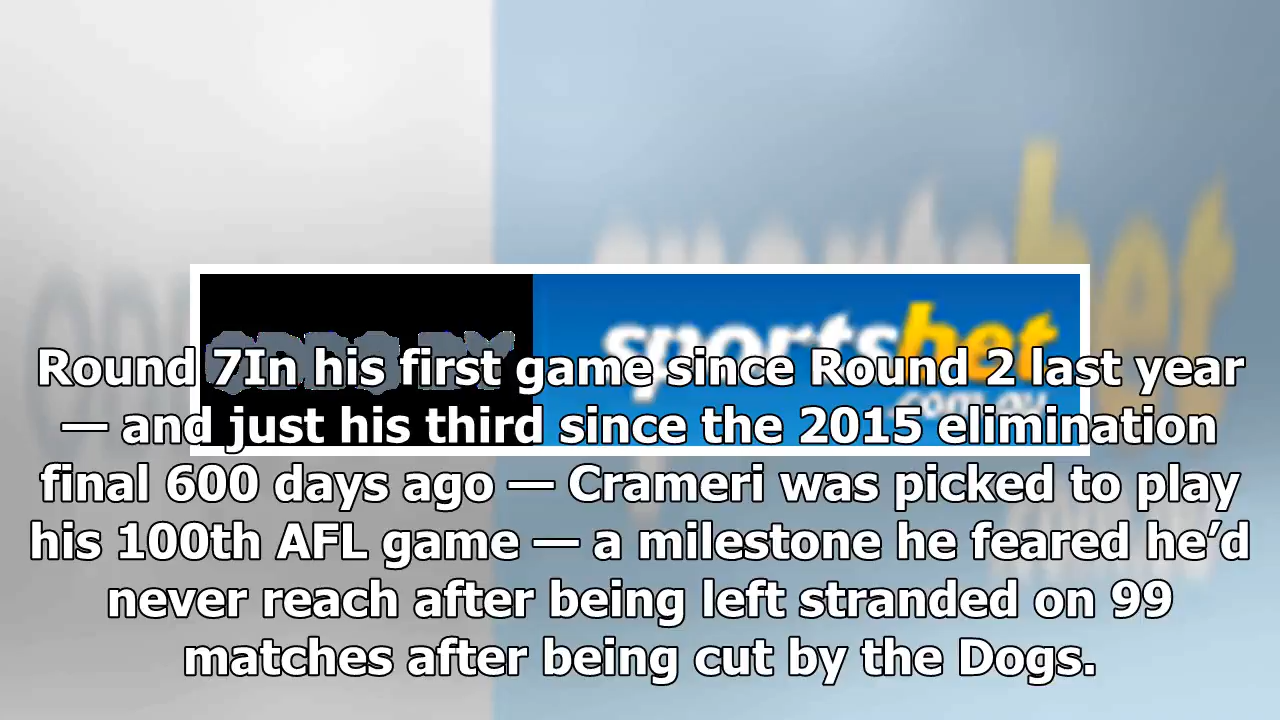 ODDS BY
sportsbet
.com.au
Round 7In his first game since Round 2 last year
— and just his third since the 2015 elimination
final 600 days ago — Crameri was picked to play
his 100th AFL game — a milestone he feared he’d
never reach after being left stranded on 99
matches after being cut by the Dogs.